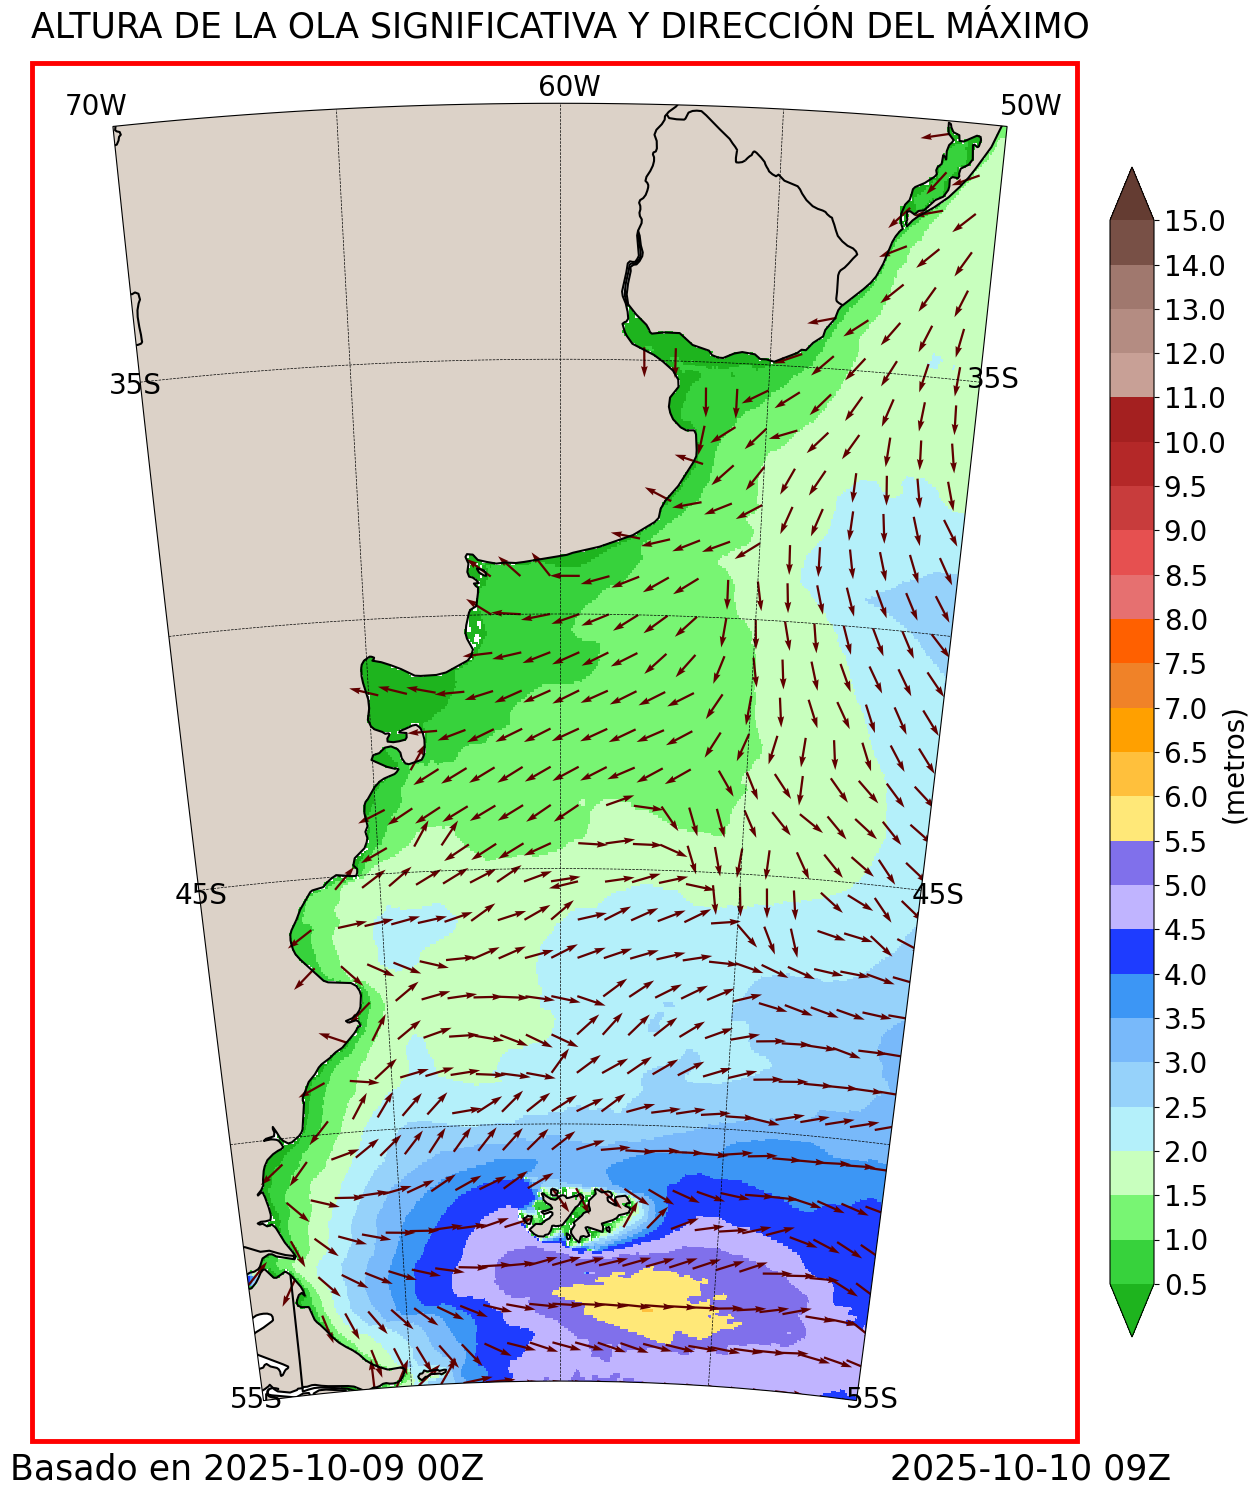 ALTURA DE LA OLA SIGNIFICATIVA Y DIRECCIÓN DEL MÁXIMO
70W
60W
50W
35S
35S
45S
45S
55S
55S
15.0
14.0
13.0
12.0
11.0
10.0
9.5
9.0
8.5
8.0
7.5
7.0
6.5
6.0
5.5
5.0
4.5
4.0
3.5
3.0
2.5
2.0
1.5
1.0
0.5
(metros)
Basado en 2025-10-09 00Z
2025-10-10 09Z